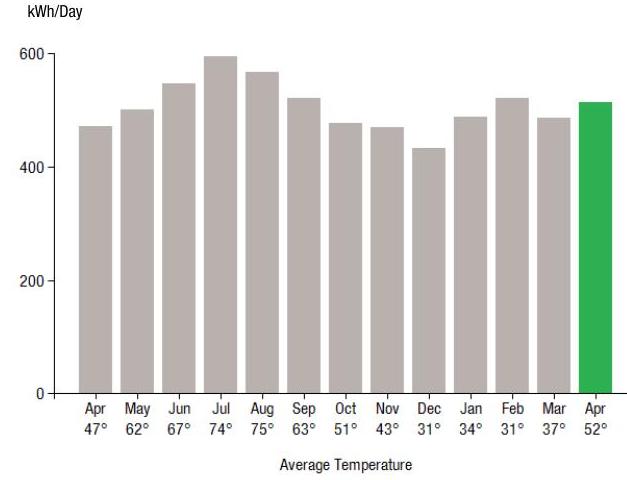 kWh/Day
600
400
200
0
Apr May Jun Jul Aug Sep Oct Nov Dec Jan Feb Mar Apr
47° 62° 67° 74° 75° 63° 51° 43° 31° 34° 31° 37° 52°
Average Temperature